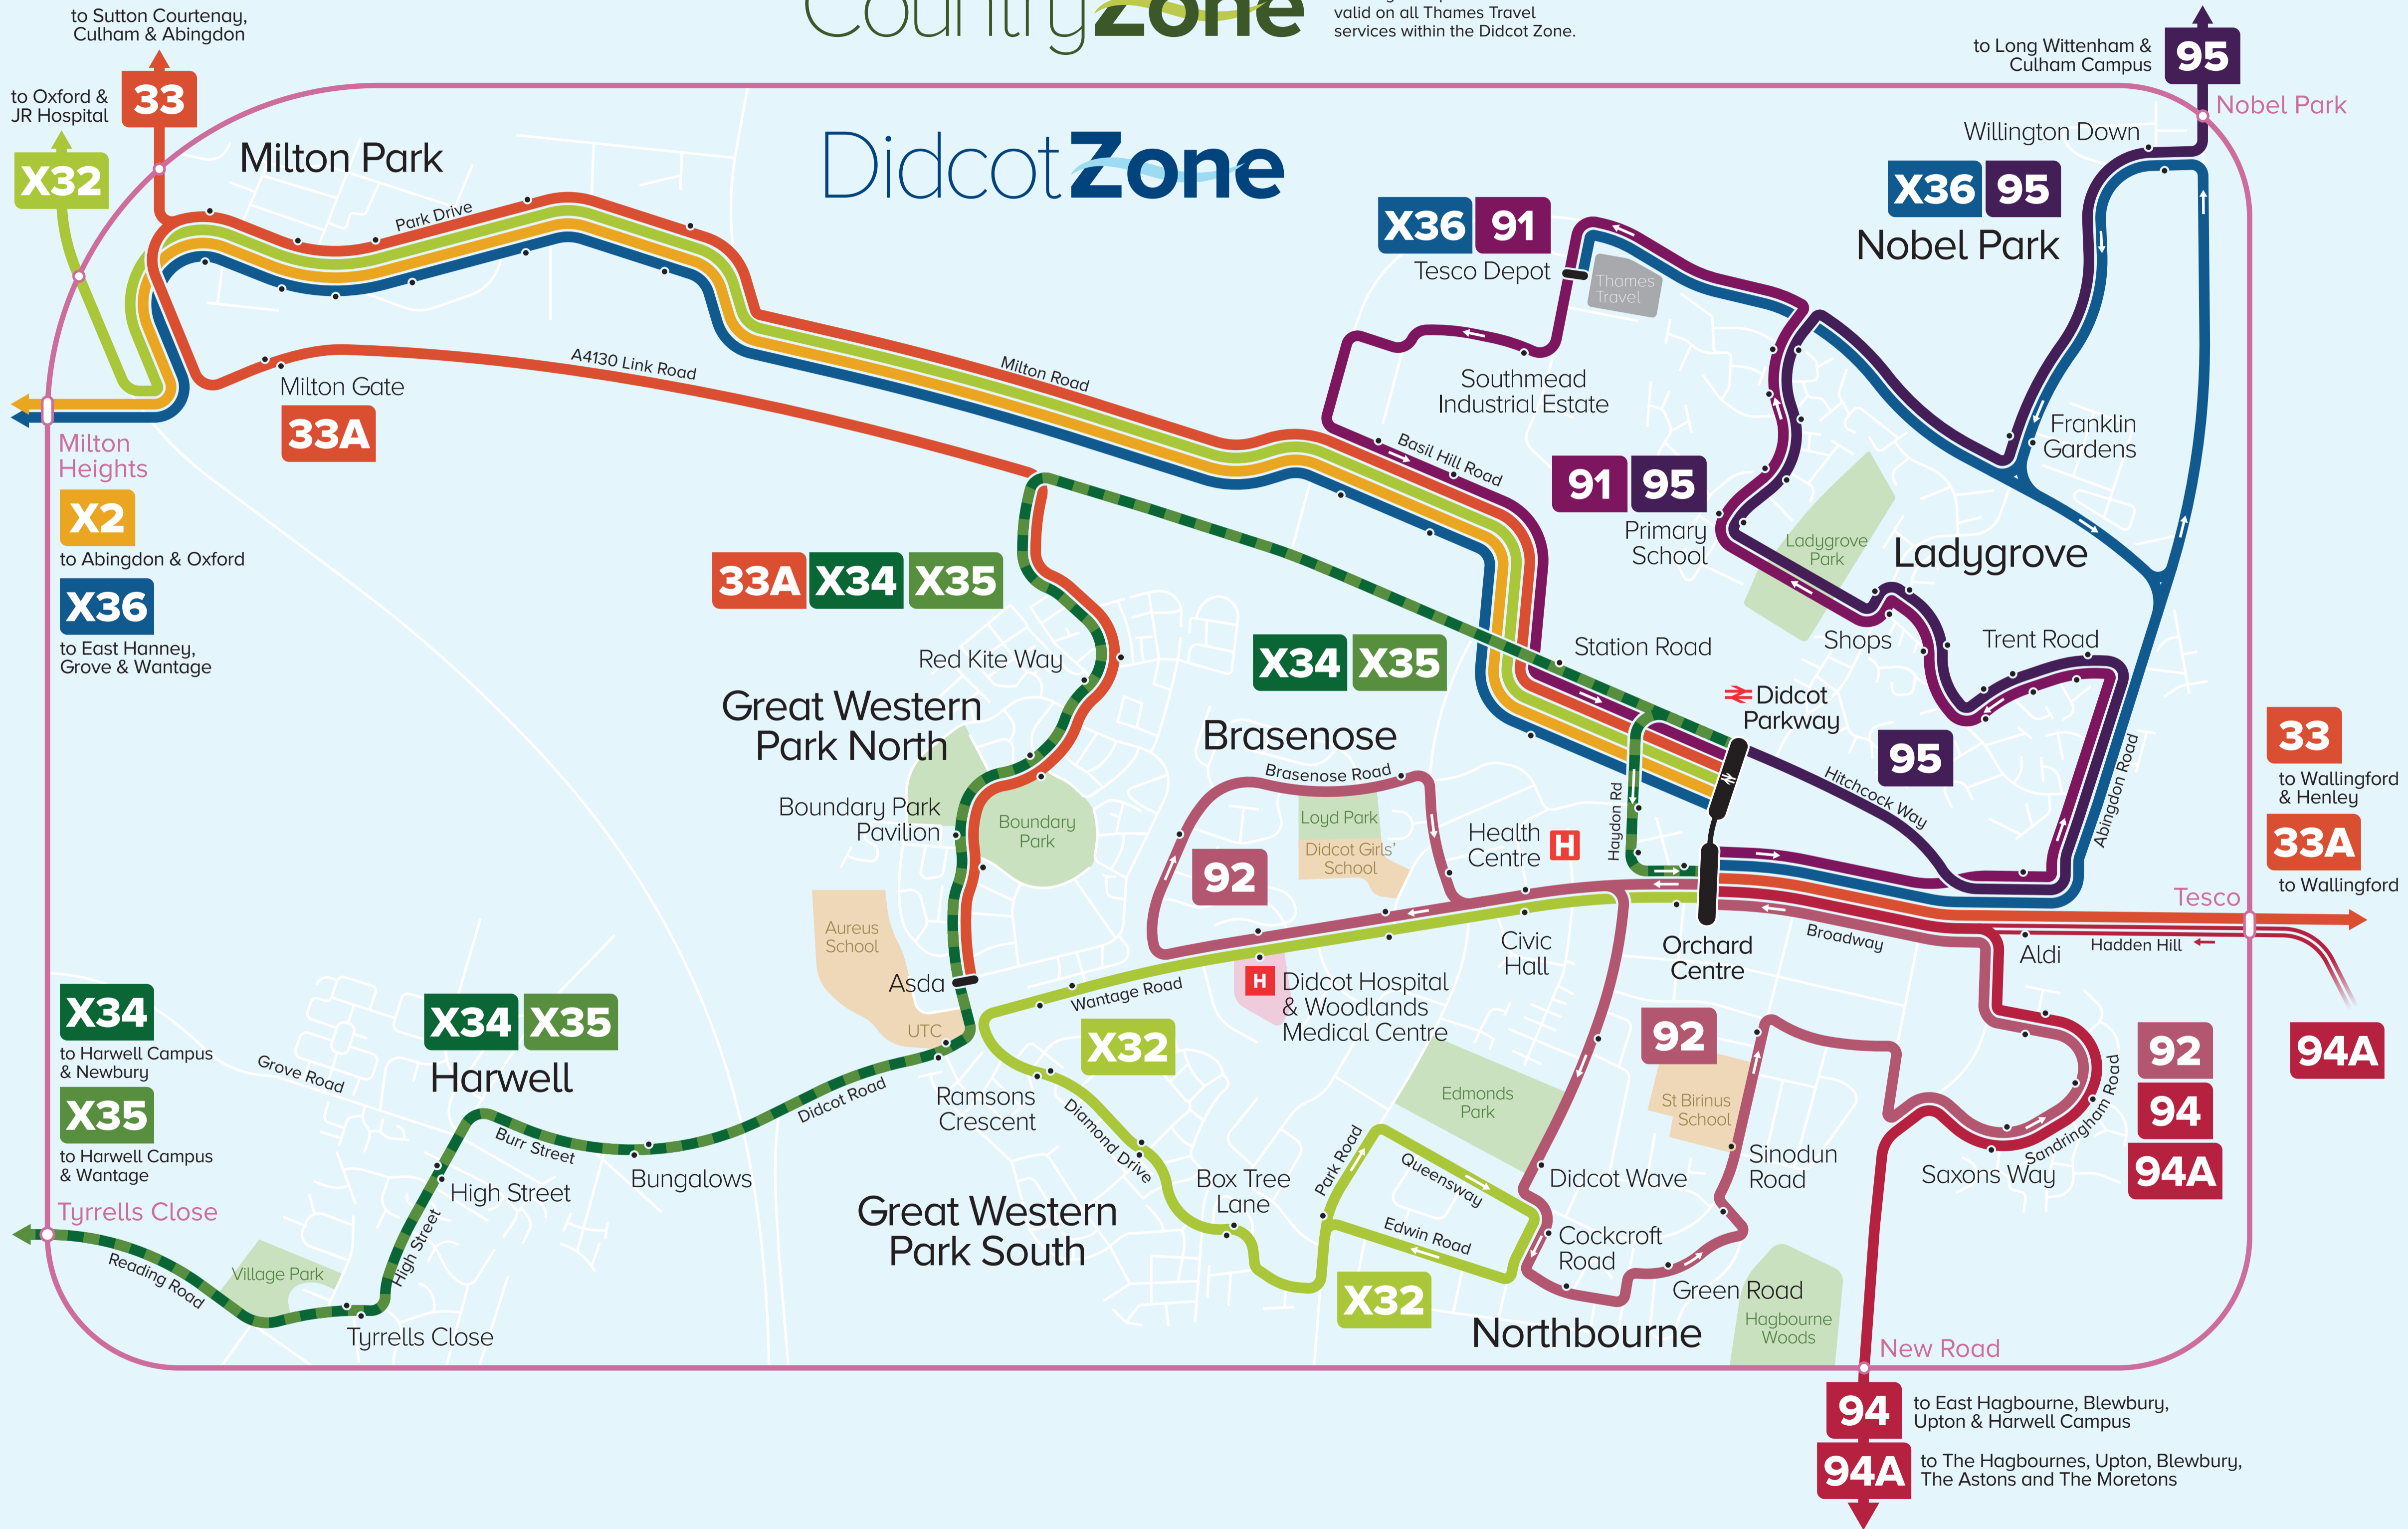 to Sutton Courtenay,
Culham & Abingdon
33
to Oxford &
JR Hospital
X32
Country Zone
valid on all Thames Travel
services within the Didcot Zone.
to Long Wittenham &
Culham Campus
95
Nobel Park
Didcot Zone
Milton Park
Park Drive
Milton Gate
33A
A4130 Link Road
Milton Road
Milton
Heights
X2
to Abingdon & Oxford
X36
to East Hanney,
Grove & Wantage
X36 91
Tesco Depot
Thames
Travel
Southmead
Industrial Estate
Basil Hill Road
Willington Down
X36 95
Nobel Park
Franklin
Gardens
91 95
Primary
School
Ladygrove
Park
Ladygrove
Shops
Trent Road
33A X34 X35
Red Kite Way
Great Western
Park North
Boundary Park
Pavilion
Boundary
Park
Aureus
School
Asda
UTC
X34 X35
Station Road
Didcot
Parkway
95
Hitchcock Way
Abingdon Road
Brasenose
Brasenose Road
Loyd Park
Didcot Girls'
School
92
Health
Centre H
Haydon Rd
33
to Wallingford
& Henley
33A
to Wallingford
Tesco
Orchard
Centre
Broadway
Aldi
Hadden Hill
94A
Civic
Hall
H Didcot Hospital
& Woodlands
Medical Centre
Wantage Road
X32
Ramsons
Crescent
Diamond Drive
Great Western
Park South
Box Tree
Lane
Park Road
Queensway
Edwin Road
X32
Edmonds
Park
92
St Birinus
School
Didcot Wave
Sinodun
Road
Cockcroft
Road
Green Road
Northbourne
Hagbourne
Woods
Saxons Way
Sandringham Road
92
94
94A
X34
to Harwell Campus
& Newbury
X35
to Harwell Campus
& Wantage
Tyrrells Close
X34 X35
Harwell
Grove Road
Burr Street
Didcot Road
Bungalows
High Street
High Street
Village Park
Reading Road
Tyrrells Close
New Road
94
to East Hagbourne, Blewbury,
Upton & Harwell Campus
94A
to The Hagbournes, Upton, Blewbury,
The Astons and The Moretons